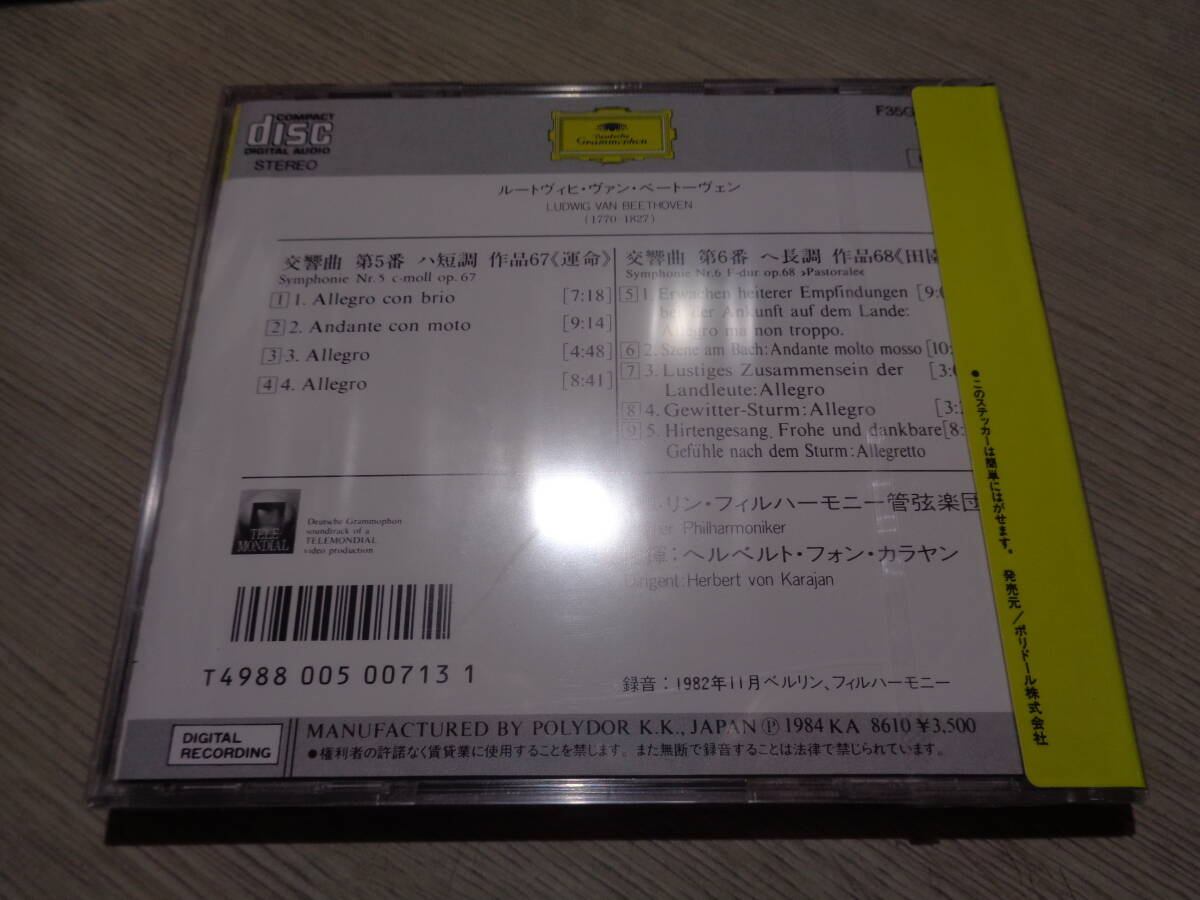 COMPACT
disc
DIGITAL AUDIO
STEREO
Deutsche
Grammophon
F35G
ルートヴィヒ・ヴァン・ベートーヴェン
LUDWIG VAN BEETHOVEN
(1770-1827)
交響曲 第5番 ハ短調 作品67《運命》
Symphonie Nr.5 c-moll op.67
1 1. Allegro con brio [7:18]
2 2. Andante con moto [9:14]
3 3. Allegro [4:48]
4 4. Allegro [8:41]
交響曲 第6番 ヘ長調 作品68《田園
Symphonie Nr.6 F-dur op.68 »Pastorale«
5 1. Erwachen heiterer Empfindungen
bei der Ankunft auf dem Lande:
Allegro ma non troppo.
6 2. Szene am Bach: Andante molto mosso [10:
7 3. Lustiges Zusammensein der
Landleute: Allegro
8 4. Gewitter-Sturm: Allegro
9 5. Hirtengesang, Frohe und dankbare [8:
Gefühle nach dem Sturm: Allegretto
TELE
MONDIAL
Deutsche Grammophon
soundtrack of a
TELEMONDIAL
video production
リン・フィルハーモニー管弦楽団
Philharmoniker
ヘルベルト・フォン・カラヤン
Dirigent: Herbert von Karajan
T4988 005 00713 1
録音：1982年11月ベルリン、フィルハーモニー
DIGITAL
RECORDING
MANUFACTURED BY POLYDOR K.K., JAPAN Ⓟ 1984 KA 8610 ¥3,500
●権利者の許諾なく賃貸業に使用することを禁じます。また無断で録音することは法律で禁じられています。
●このステッカーは簡単にはがせます。 発売元/ポリドール株式会社